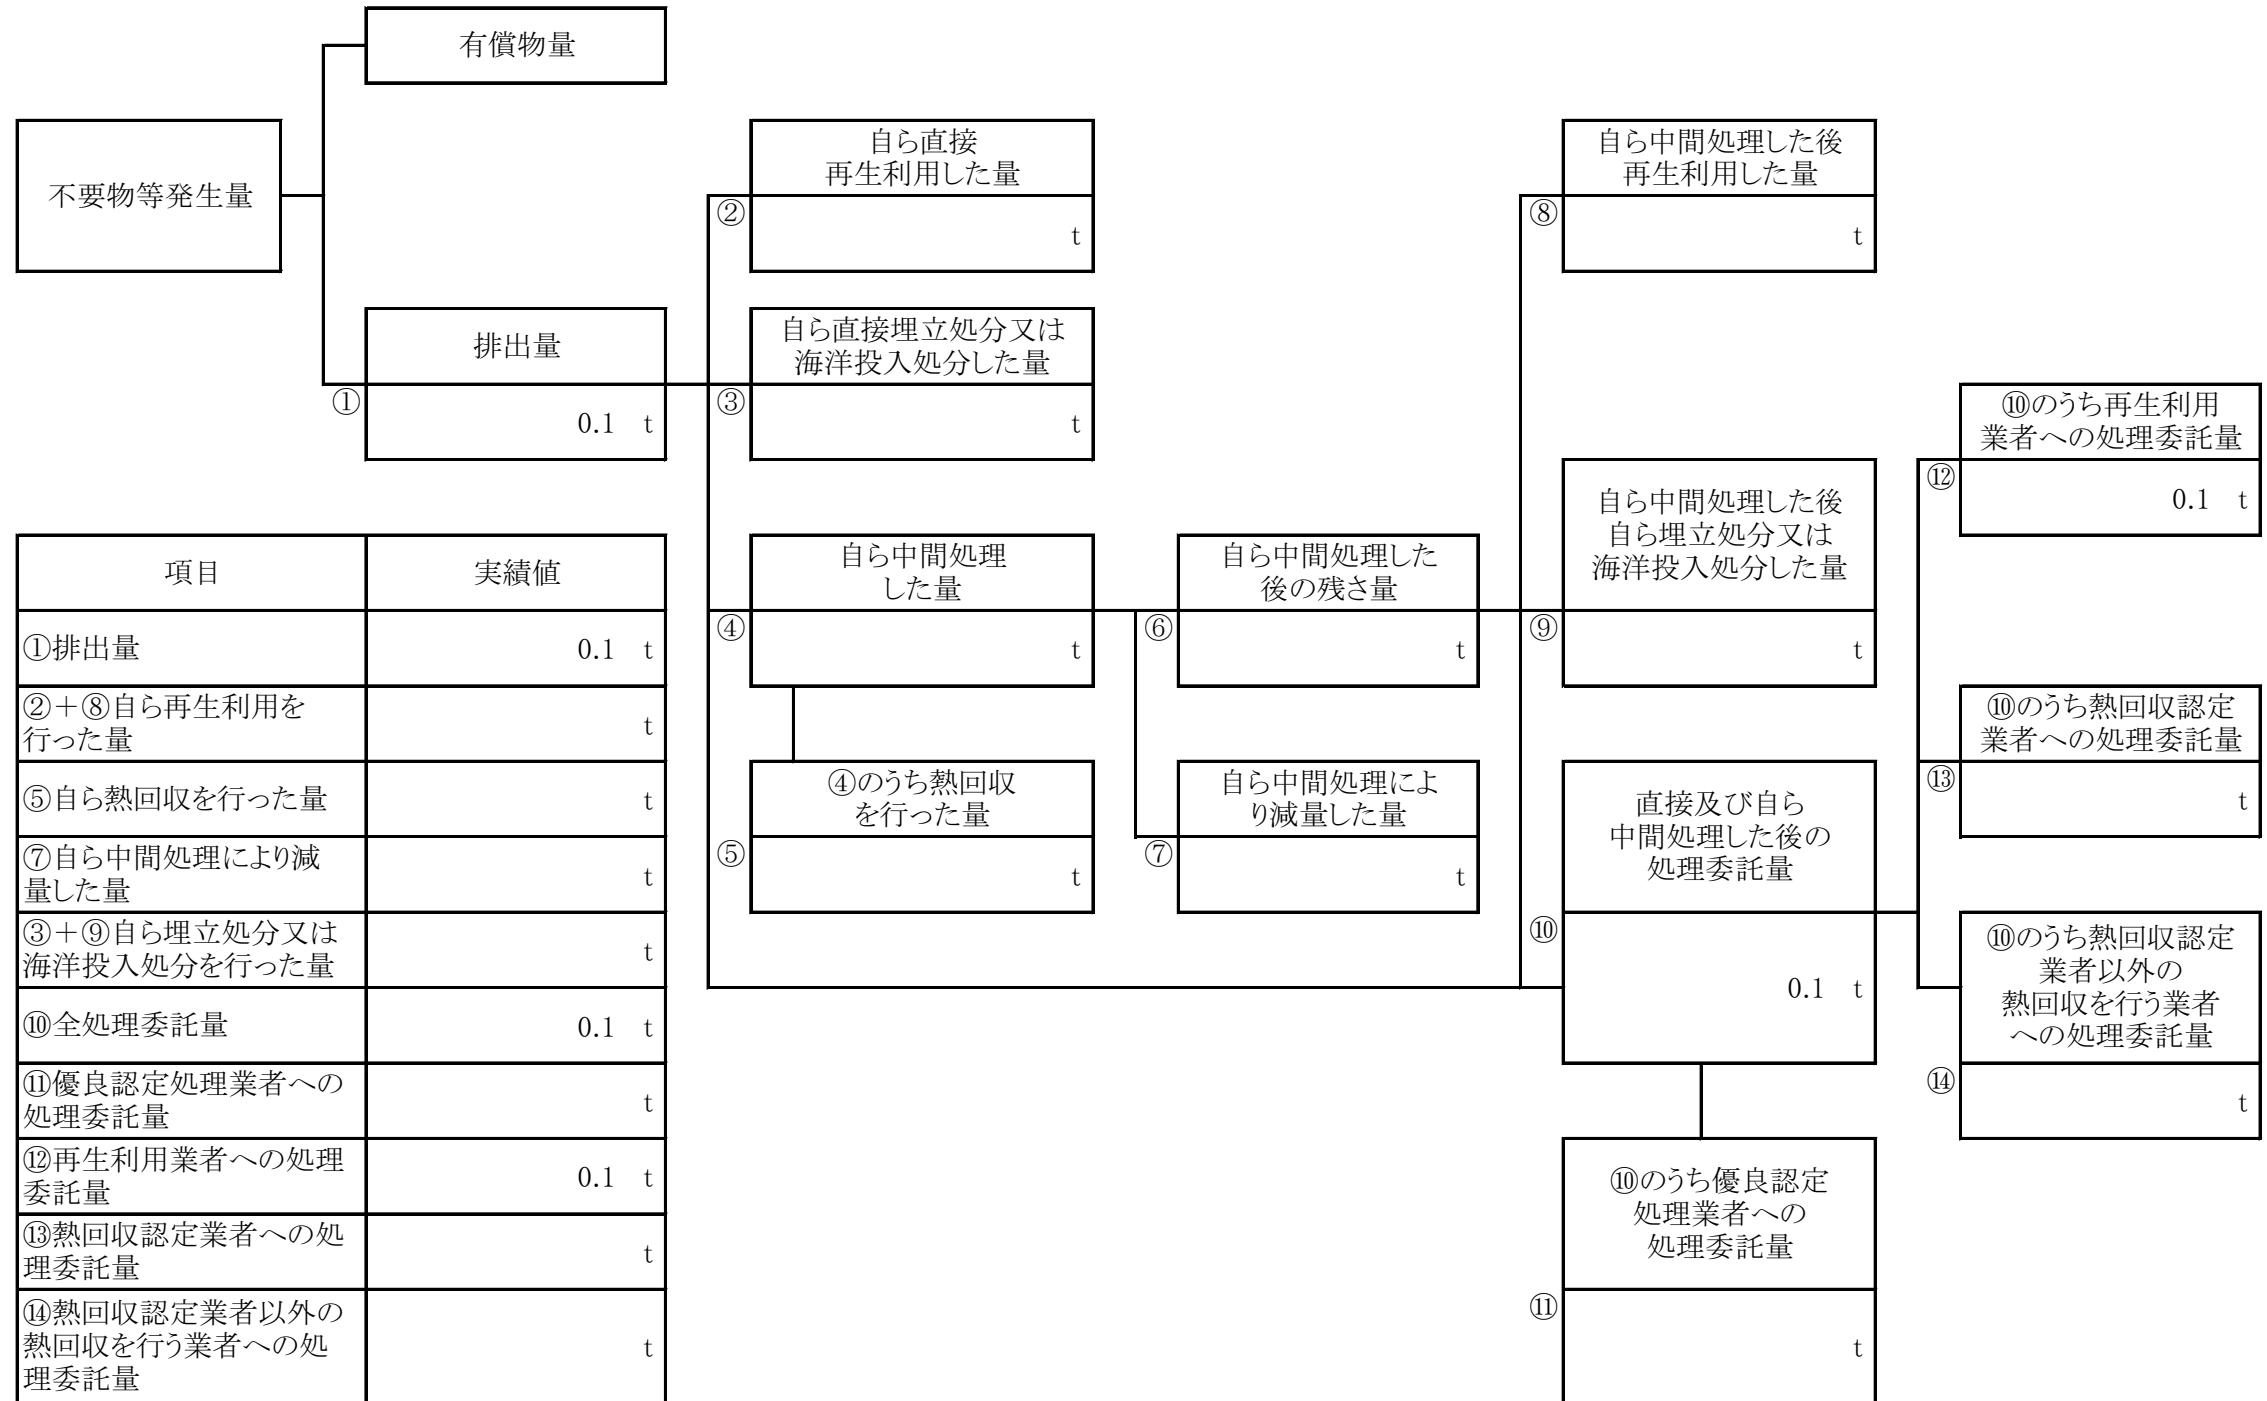 有償物量
不要物等発生量
排出量
①
0.1 t
自ら直接
再生利用した量
②
t
自ら直接埋立処分又は
海洋投入処分した量
③
t
自ら中間処理
した量
④
t
④のうち熱回収
を行った量
⑤
t
自ら中間処理した
後の残さ量
⑥
t
自ら中間処理によ
り減量した量
⑦
t
自ら中間処理した後
再生利用した量
⑧
t
自ら中間処理した後
自ら埋立処分又は
海洋投入処分した量
⑨
t
直接及び自ら
中間処理した後の
処理委託量
⑩
0.1 t
⑩のうち優良認定
処理業者への
処理委託量
⑪
t
⑩のうち再生利用
業者への処理委託量
⑫
0.1 t
⑩のうち熱回収認定
業者への処理委託量
⑬
t
⑩のうち熱回収認定
業者以外の
熱回収を行う業者
への処理委託量
⑭
t
項目 実績値
①排出量 0.1 t
②+⑧自ら再生利用を
行った量
t
⑤自ら熱回収を行った量 t
⑦自ら中間処理により減
量した量
t
③+⑨自ら埋立処分又は
海洋投入処分を行った量
t
⑩全処理委託量 0.1 t
⑪優良認定処理業者への
処理委託量
t
⑫再生利用業者への処理
委託量
0.1 t
⑬熱回収認定業者への処
理委託量
t
⑭熱回収認定業者以外の
熱回収を行う業者への処
理委託量
t